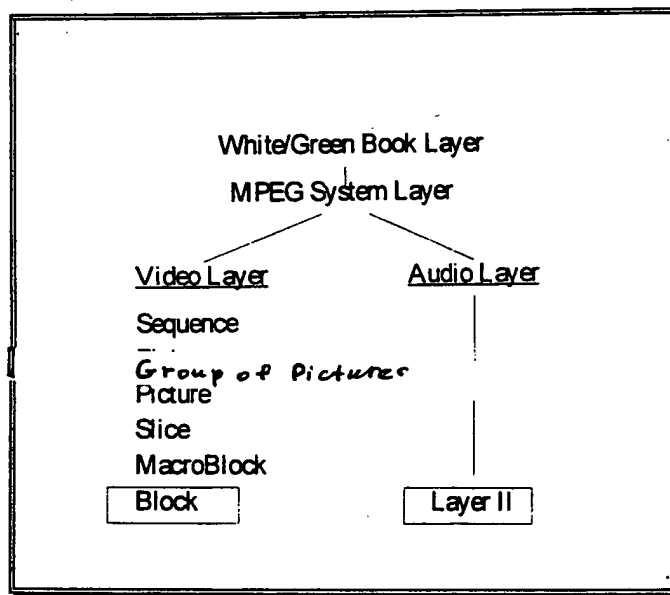 White/Green Book Layer
MPEG System Layer
Video Layer
Audio Layer
Sequence
Group of Pictures
Picture
Slice
MacroBlock
Block
Layer II